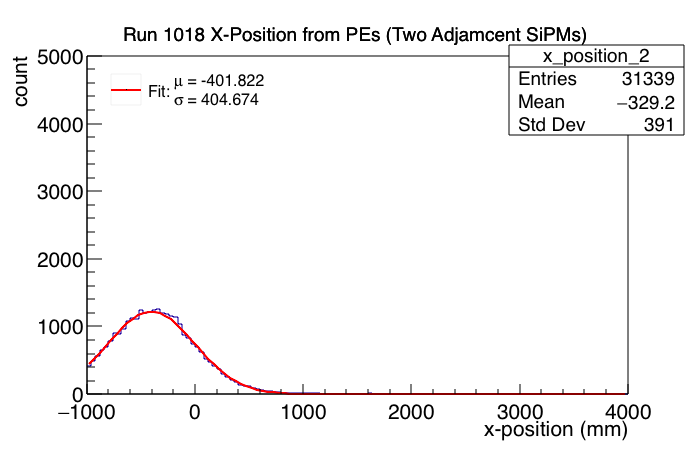 Run 1018 X-Position from PEs (Two Adjamcent SiPMs)
x_position_2
Entries 31339
Mean −329.2
Std Dev 391
Fit: μ = -401.822
σ = 404.674
count
5000
4000
3000
2000
1000
0
−1000 0 1000 2000 3000 4000
x-position (mm)